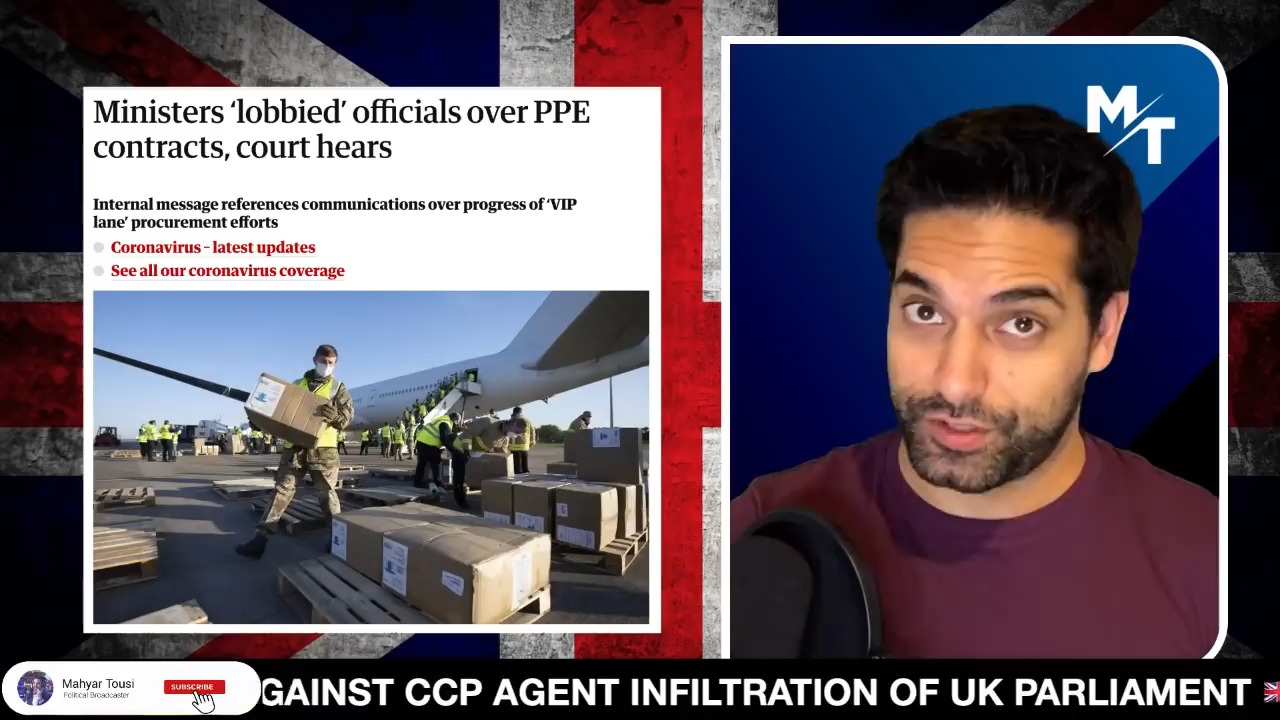 Ministers ‘lobbied’ officials over PPE
contracts, court hears
Internal message references communications over progress of ‘VIP
lane’ procurement efforts
Coronavirus – latest updates
See all our coronavirus coverage
MT
Mahyar Tousi
Political Broadcaster
SUBSCRIBE
GAINST CCP AGENT INFILTRATION OF UK PARLIAMENT